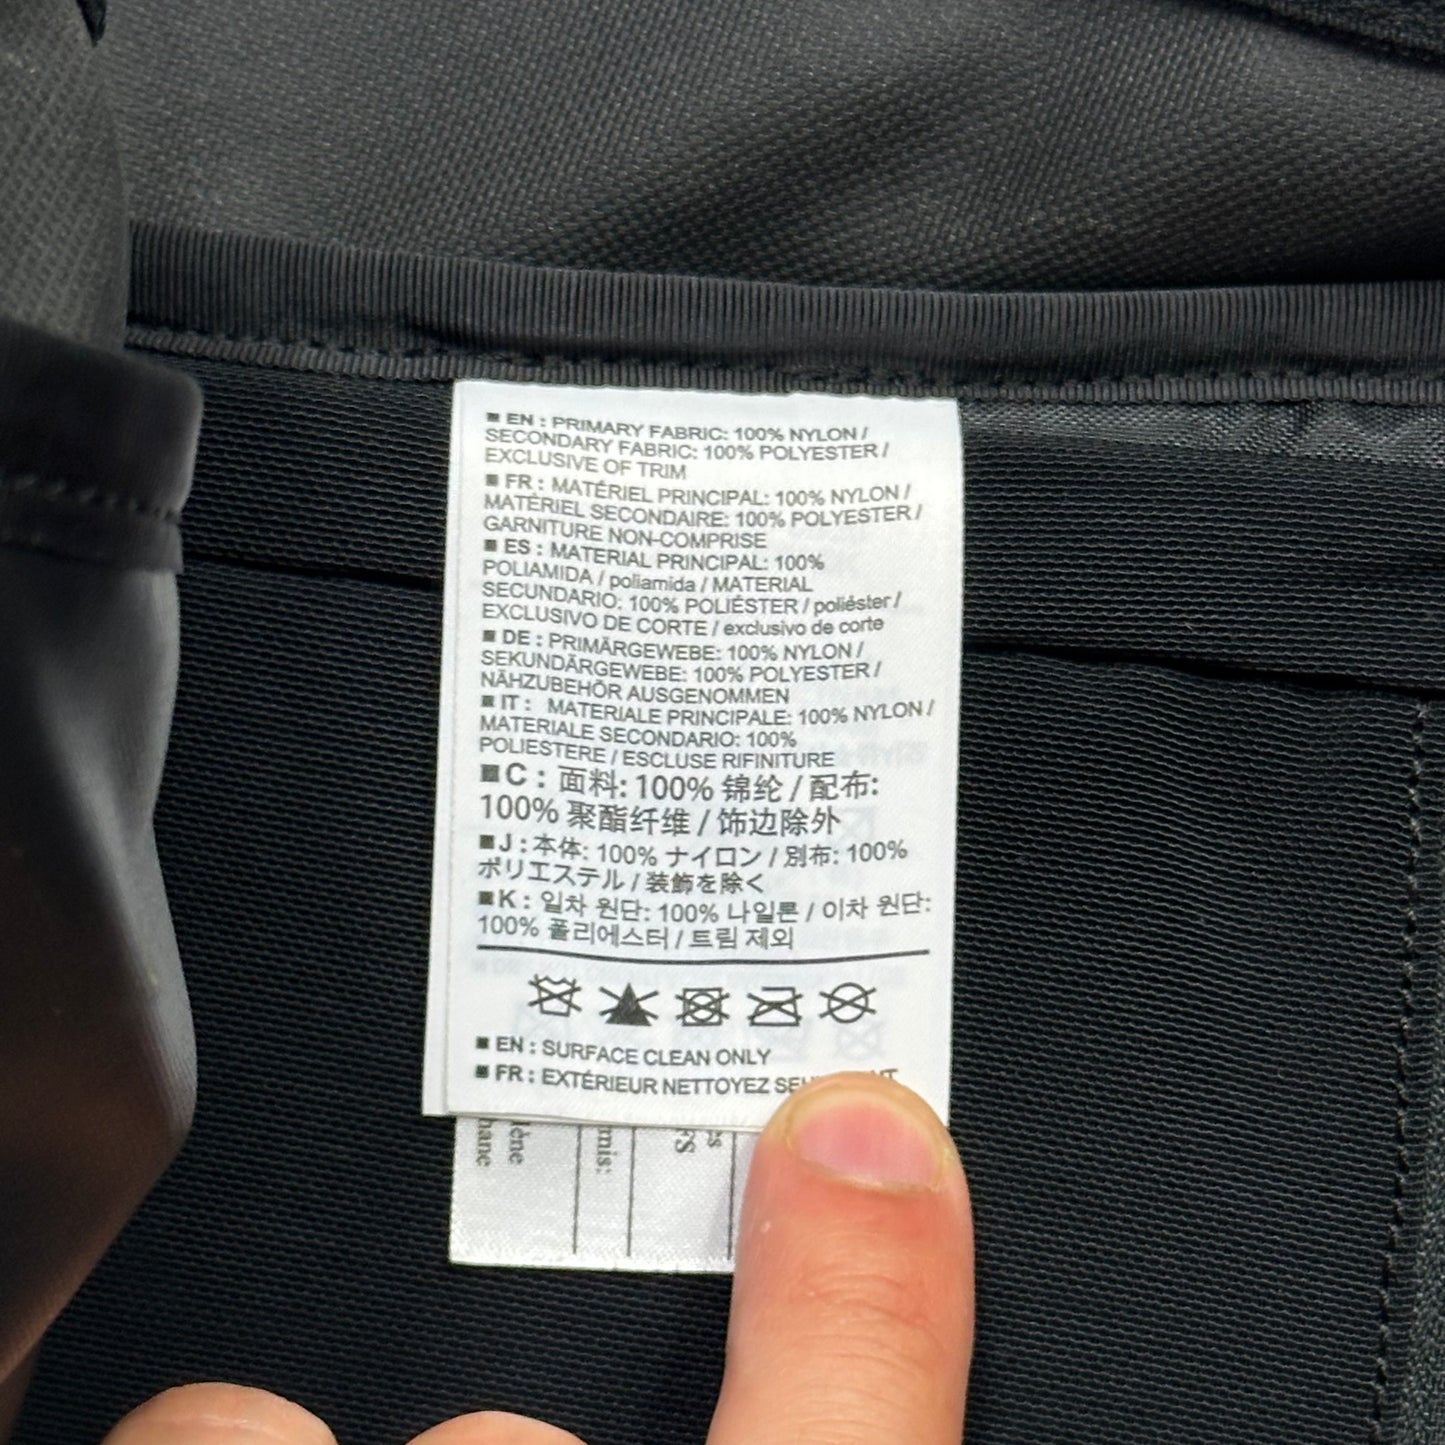 ■ EN : PRIMARY FABRIC: 100% NYLON /
SECONDARY FABRIC: 100% POLYESTER /
EXCLUSIVE OF TRIM
■ FR : MATÉRIEL PRINCIPAL: 100% NYLON /
MATÉRIEL SECONDAIRE: 100% POLYESTER /
GARNITURE NON-COMPRISE
■ ES : MATERIAL PRINCIPAL: 100%
POLIAMIDA / poliamida / MATERIAL
SECUNDARIO: 100% POLIÉSTER / poliéster /
EXCLUSIVO DE CORTE / exclusivo de corte
■ DE : PRIMÄRGEWEBE: 100% NYLON /
SEKUNDÄRGEWEBE: 100% POLYESTER /
NÄHZUBEHÖR AUSGENOMMEN
■ IT : MATERIALE PRINCIPALE: 100% NYLON /
MATERIALE SECONDARIO: 100%
POLIESTERE / ESCLUSE RIFINITURE
■ C : 面料: 100% 锦纶 / 配布:
100% 聚酯纤维 / 饰边除外
■ J : 本体: 100% ナイロン / 別布: 100%
ポリエステル / 装飾を除く
■ K : 일차 원단: 100% 나일론 / 이차 원단:
100% 폴리에스터 / 트림 제외
■ EN : SURFACE CLEAN ONLY
■ FR : EXTÉRIEUR NETTOYEZ